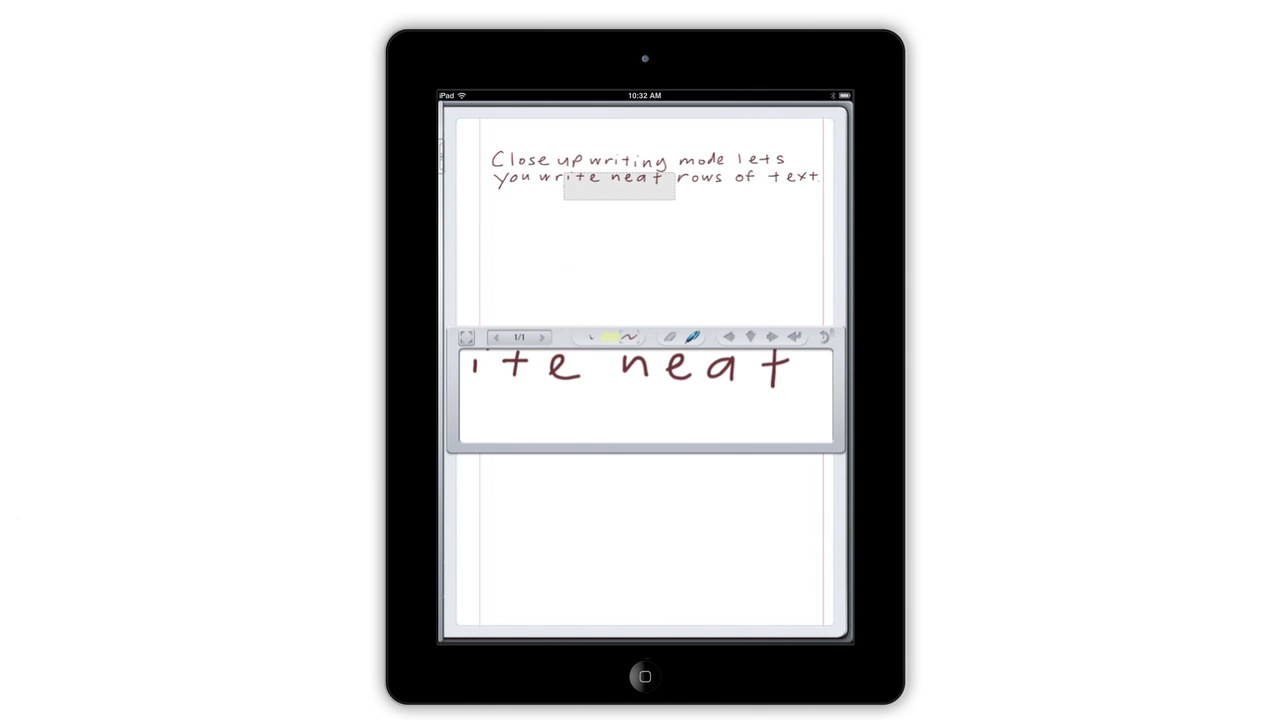 iPad 10:32 AM
Close up writing mode lets
you write neat rows of text.
1/1
ite neat